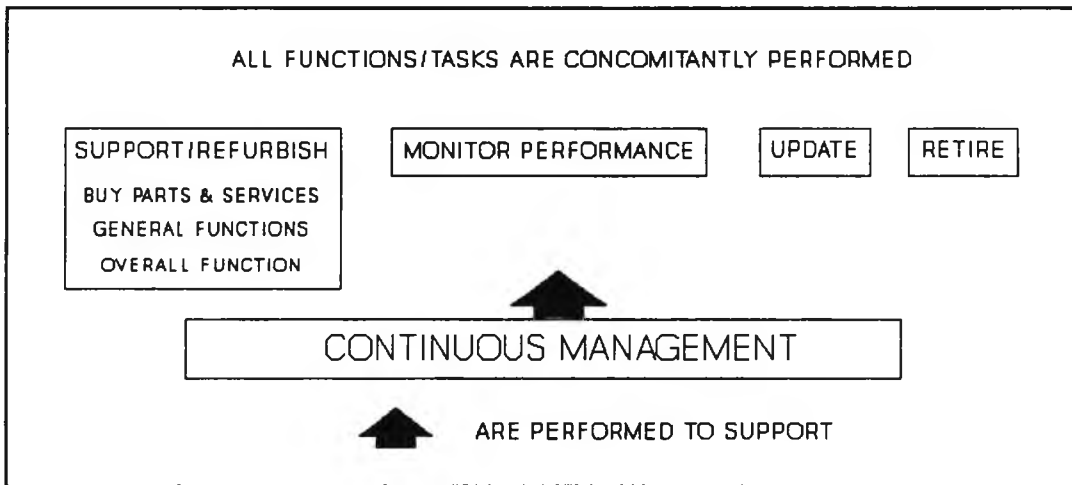 ALL FUNCTIONS/TASKS ARE CONCOMITANTLY PERFORMED
SUPPORT/REFURBISH
BUY PARTS & SERVICES
GENERAL FUNCTIONS
OVERALL FUNCTION
MONITOR PERFORMANCE
UPDATE
RETIRE
CONTINUOUS MANAGEMENT
ARE PERFORMED TO SUPPORT